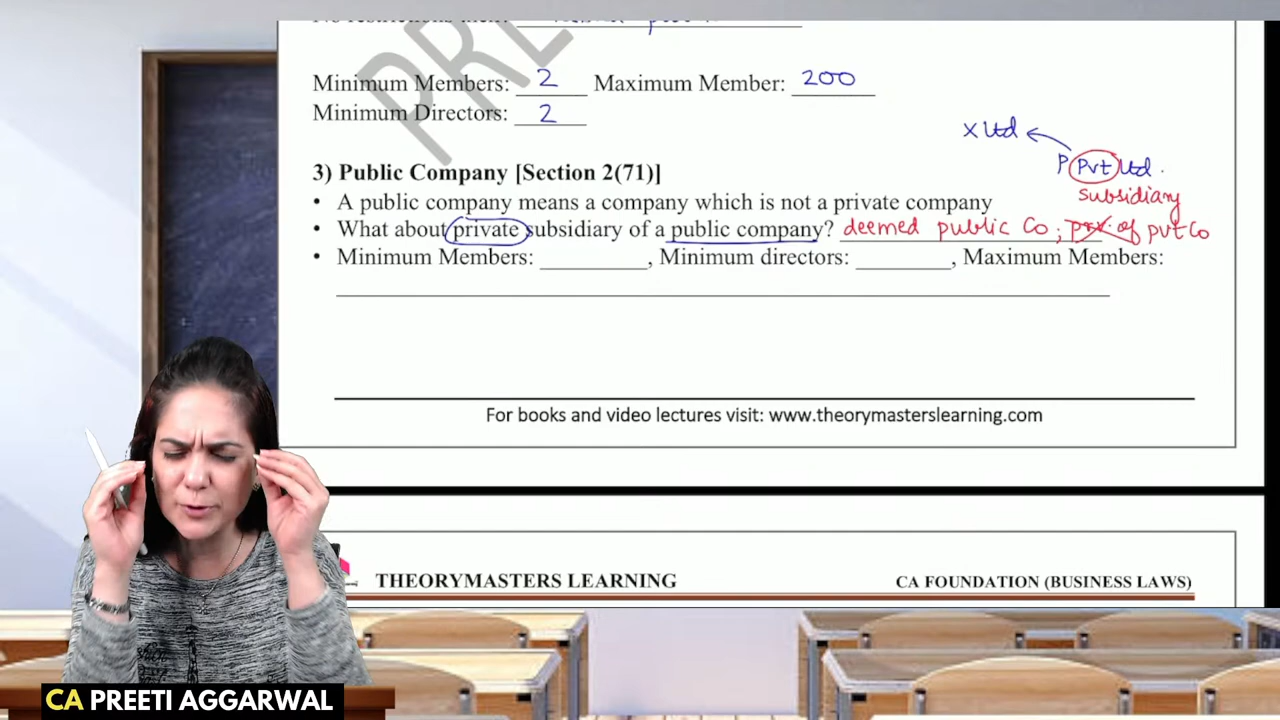 Minimum Members: 2 Maximum Member: 200
Minimum Directors: 2
X Ltd
P Pvt Ltd.
3) Public Company [Section 2(71)]
subsidiary
• A public company means a company which is not a private company
• What about private subsidiary of a public company? deemed public Co; prv. of pvt Co
• Minimum Members: ________, Minimum directors: ________, Maximum Members:
For books and video lectures visit: www.theorymasterslearning.com
THEORYMASTERS LEARNING CA FOUNDATION (BUSINESS LAWS)
CA PREETI AGGARWAL